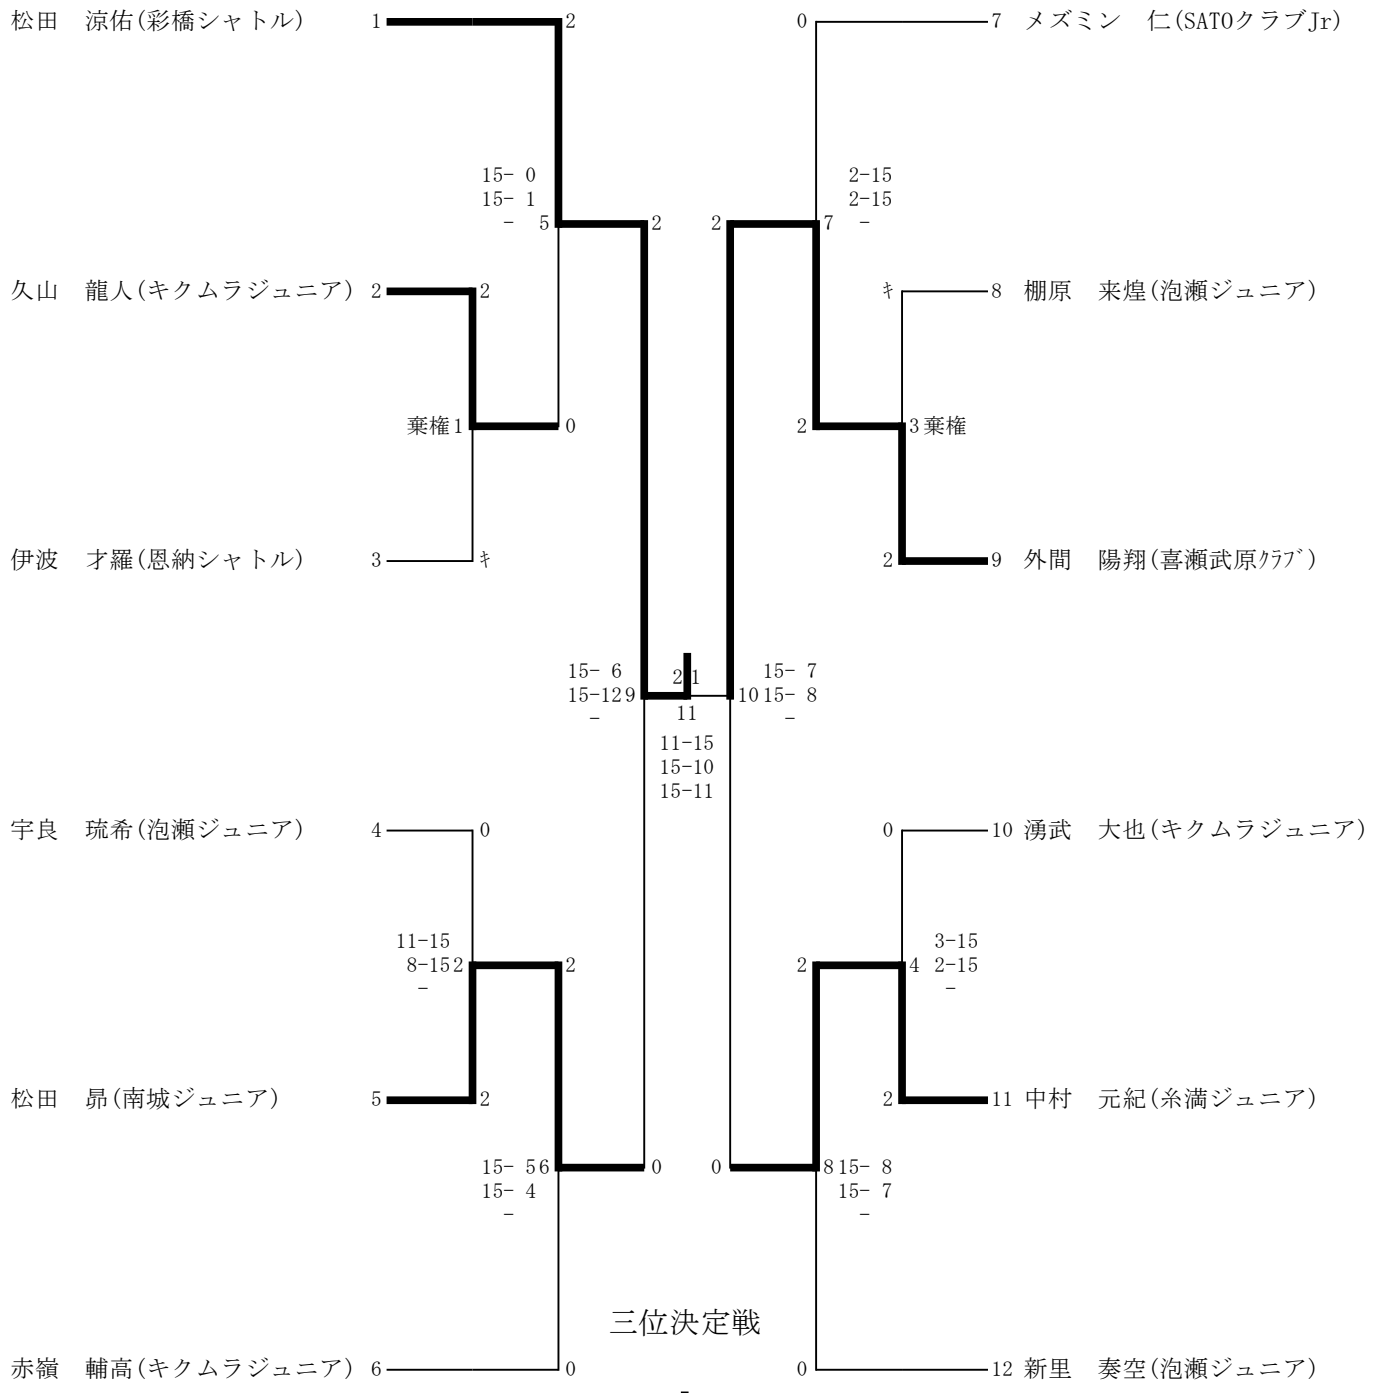 松田　涼佑(彩橋シャトル) 1 2 0 7 メズミン　仁(SATOクラブJr)
15- 0 2-15
15- 1 2-15
- 5 2 2 7 -
久山　龍人(キクムラジュニア) 2 2 ｷ 8 棚原　来煌(泡瀬ジュニア)
棄権 1 0 2 3 棄権
伊波　才羅(恩納シャトル) 3 ｷ 2 9 外間　陽翔(喜瀬武原ｸﾗﾌﾞ)
15- 6 2 1 15- 7
15-12 9 10 15- 8
- 11 -
11-15
15-10
15-11
宇良　琉希(泡瀬ジュニア) 4 0 0 10 湧武　大也(キクムラジュニア)
11-15 3-15
8-15 2 2 2 4 2-15
- -
松田　昴(南城ジュニア) 5 2 2 11 中村　元紀(糸満ジュニア)
15- 5 6 0 0 8 15- 8
15- 4 15- 7
- -
三位決定戦
赤嶺　輔高(キクムラジュニア) 6 0 0 12 新里　奏空(泡瀬ジュニア)
-